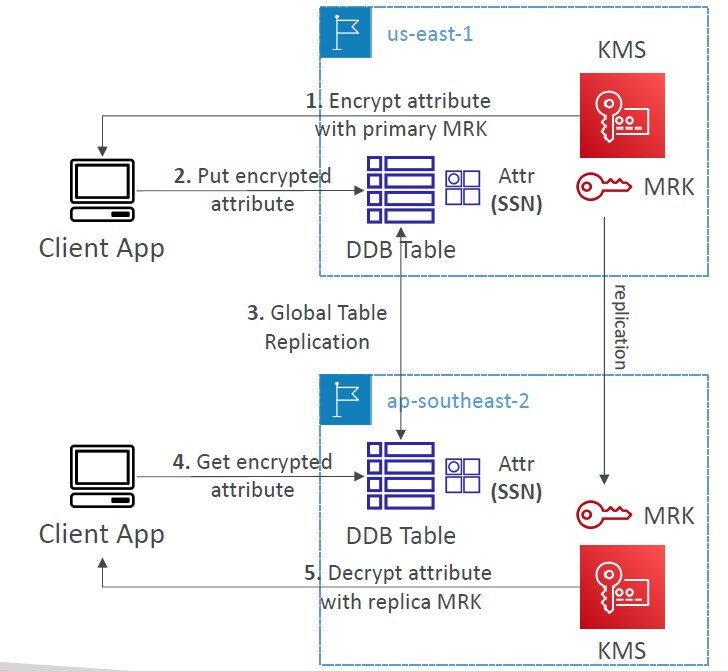 us-east-1
KMS
1. Encrypt attribute
with primary MRK
2. Put encrypted
attribute
Attr
(SSN)
MRK
Client App
DDB Table
3. Global Table
Replication
replication
ap-southeast-2
4. Get encrypted
attribute
Attr
(SSN)
MRK
Client App
DDB Table
5. Decrypt attribute
with replica MRK
KMS